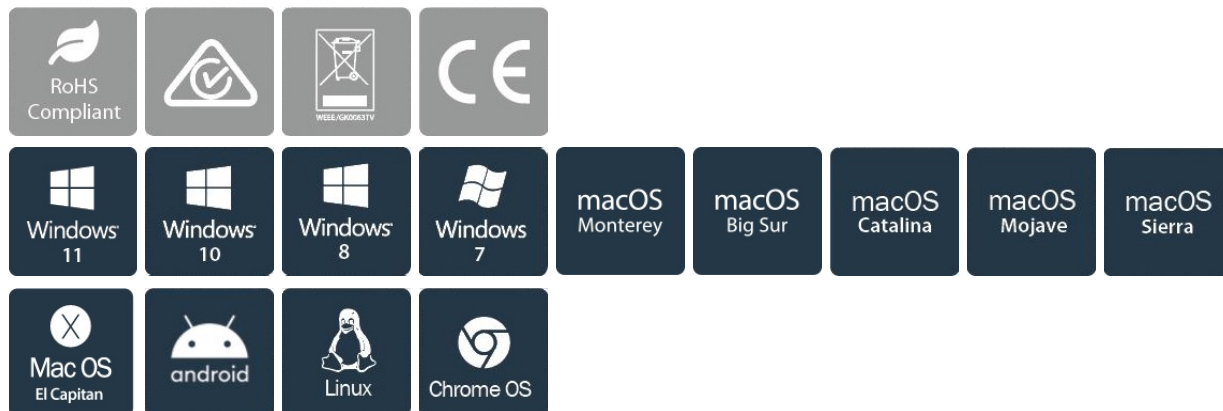 RoHS
Compliant
WEEE/GK0083TV
CE
Windows
11
Windows
10
Windows
8
Windows
7
macOS
Monterey
macOS
Big Sur
macOS
Catalina
macOS
Mojave
macOS
Sierra
X
Mac OS
El Capitan
android
Linux
Chrome OS